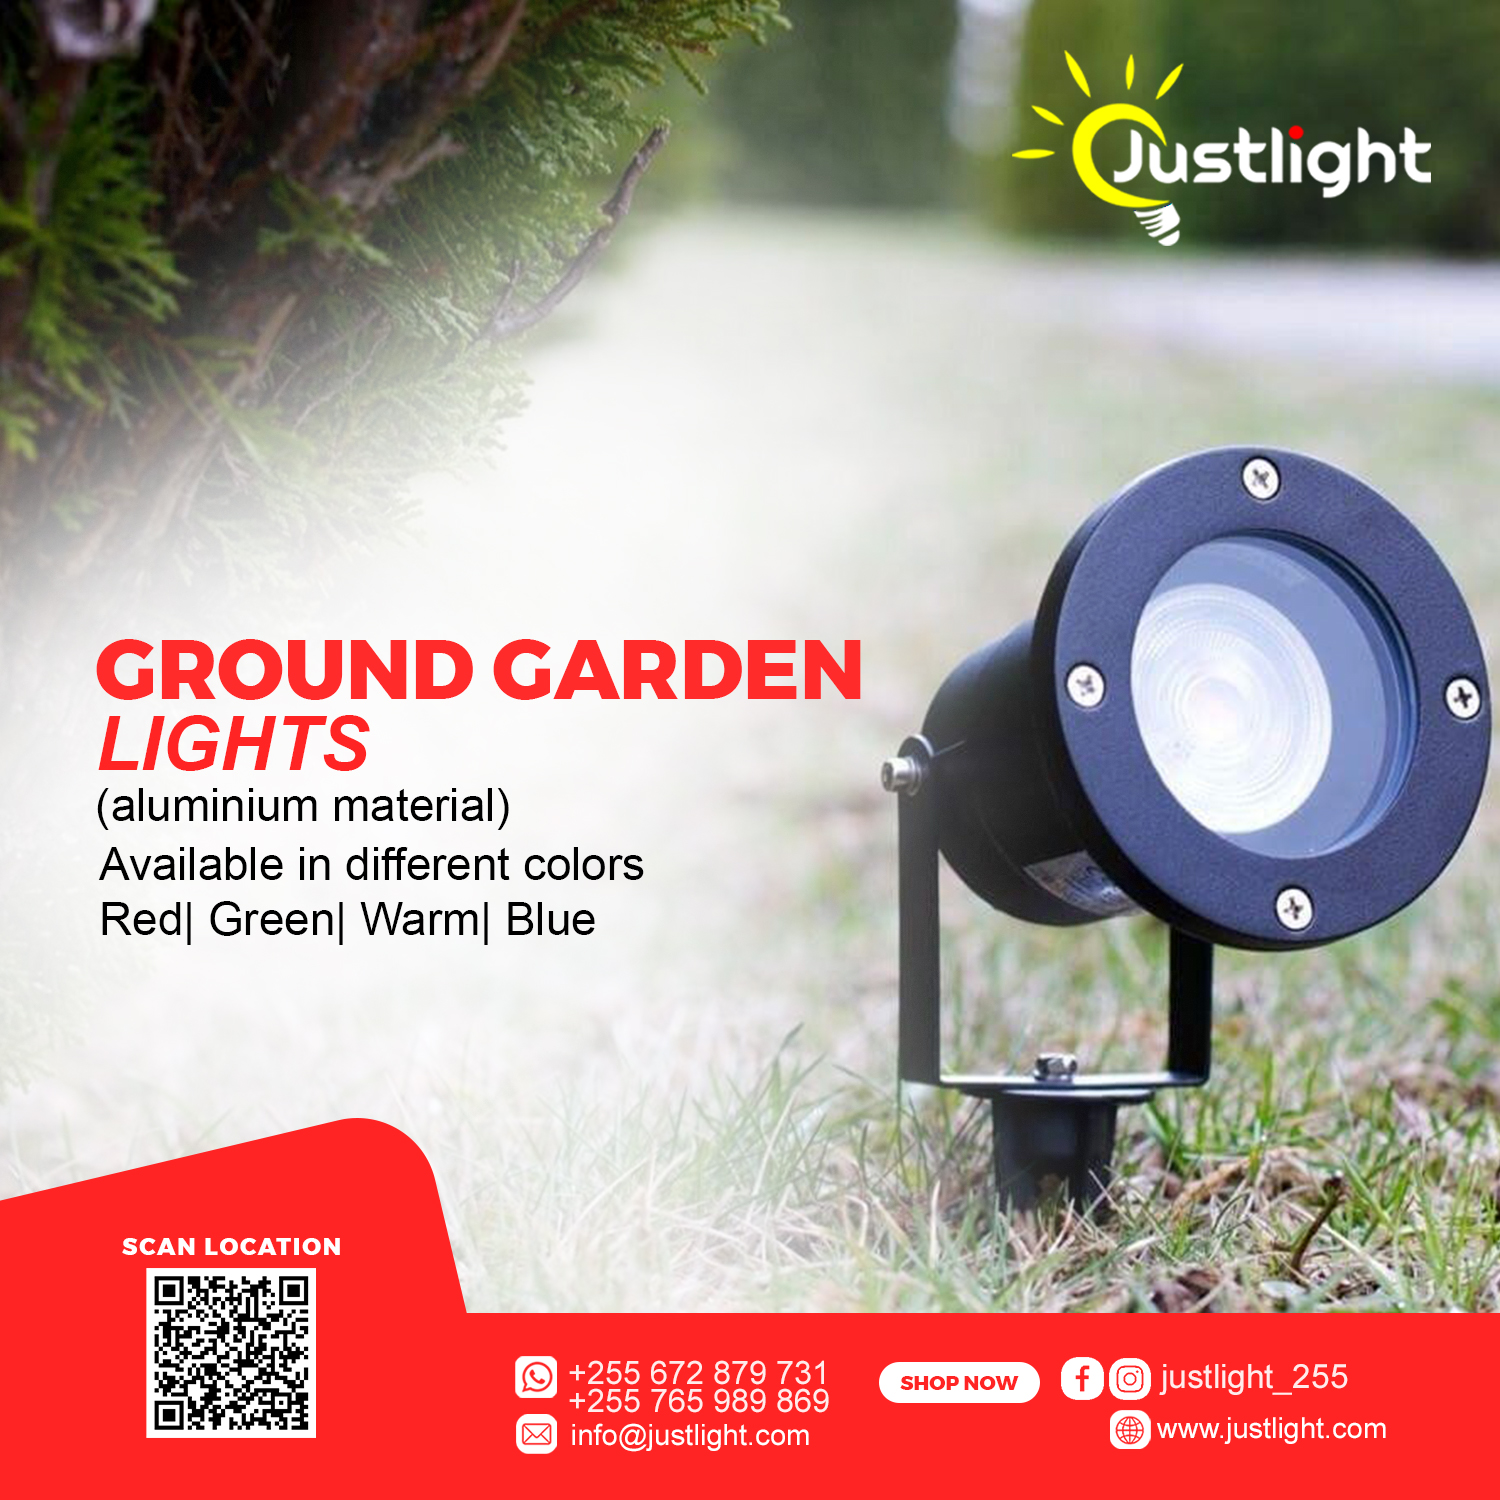 Justlight
GROUND GARDEN
LIGHTS
(aluminium material)
Available in different colors
Red| Green| Warm| Blue
SCAN LOCATION
+255 672 879 731
+255 765 989 869
info@justlight.com
SHOP NOW
justlight_255
www.justlight.com